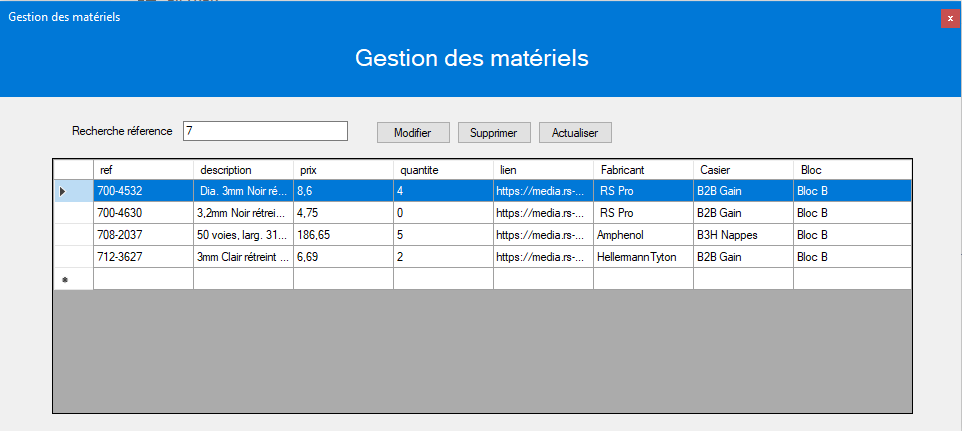 Gestion des matériels x
Gestion des matériels
Recherche réference 7 Modifier Supprimer Actualiser
ref description prix quantite lien Fabricant Casier Bloc
700-4532 Dia. 3mm Noir ré... 8,6 4 https://media.rs-... RS Pro B2B Gain Bloc B
700-4630 3,2mm Noir rétrei... 4,75 0 https://media.rs-... RS Pro B2B Gain Bloc B
708-2037 50 voies, larg. 31... 186,65 5 https://media.rs-... Amphenol B3H Nappes Bloc B
712-3627 3mm Clair rétreint ... 6,69 2 https://media.rs-... HellermannTyton B2B Gain Bloc B